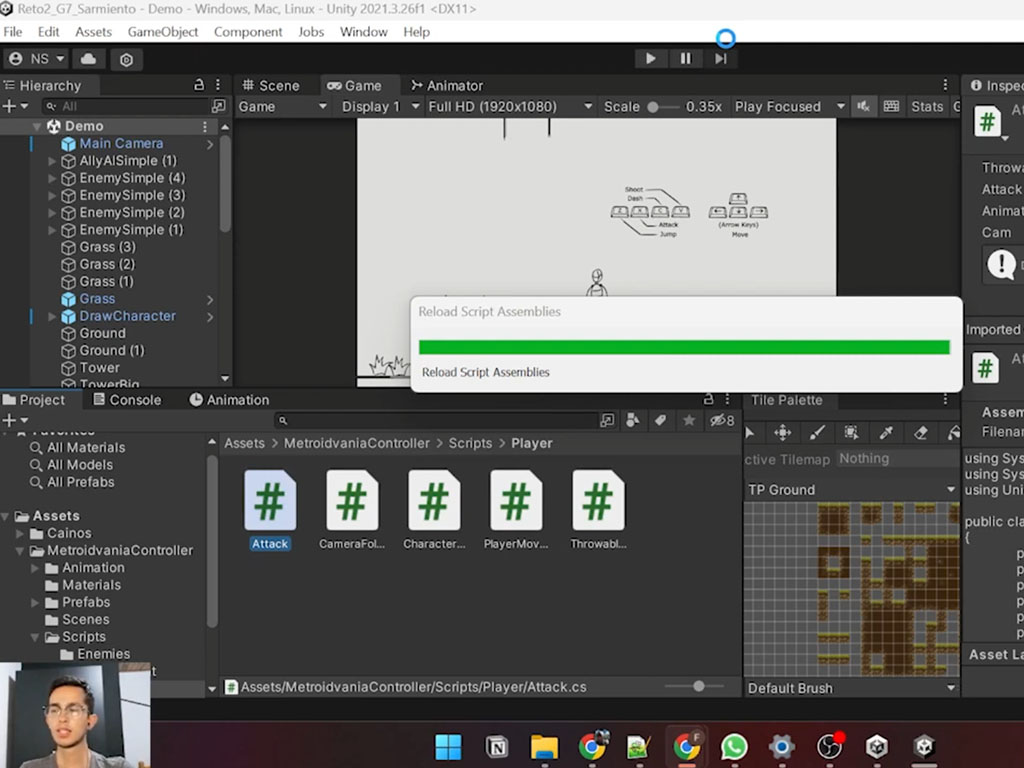 Reto2_G7_Sarmiento - Demo - Windows, Mac, Linux - Unity 2021.3.26f1 <DX11>
File Edit Assets GameObject Component Jobs Window Help
NS
Hierarchy
All
Demo
Main Camera
AllyAISimple (1)
EnemySimple (4)
EnemySimple (3)
EnemySimple (2)
EnemySimple (1)
Grass (3)
Grass (2)
Grass (1)
Grass
DrawCharacter
Ground
Ground (1)
Tower
TowerBig
Scene Game Animator
Game Display 1 Full HD (1920x1080) Scale 0.35x Play Focused Stats G
Shoot
Dash
Attack
Jump
(Arrow Keys)
Move
Reload Script Assemblies
Reload Script Assemblies
Inspec
At
Throwa
Attack
Animat
Cam
Imported
At
Assem
Filenar
using Sys
using Sys
using Uni
public cla
{
p
p
p
p
p
p
Asset La
Project Console Animation
8
Favorites
All Materials
All Models
All Prefabs
Assets
Cainos
MetroidvaniaController
Animation
Materials
Prefabs
Scenes
Scripts
Enemies
t
Assets > MetroidvaniaController > Scripts > Player
Attack
CameraFol...
Character...
PlayerMov...
Throwabl...
Assets/MetroidvaniaController/Scripts/Player/Attack.cs
Tile Palette
ctive Tilemap Nothing
TP Ground
Default Brush